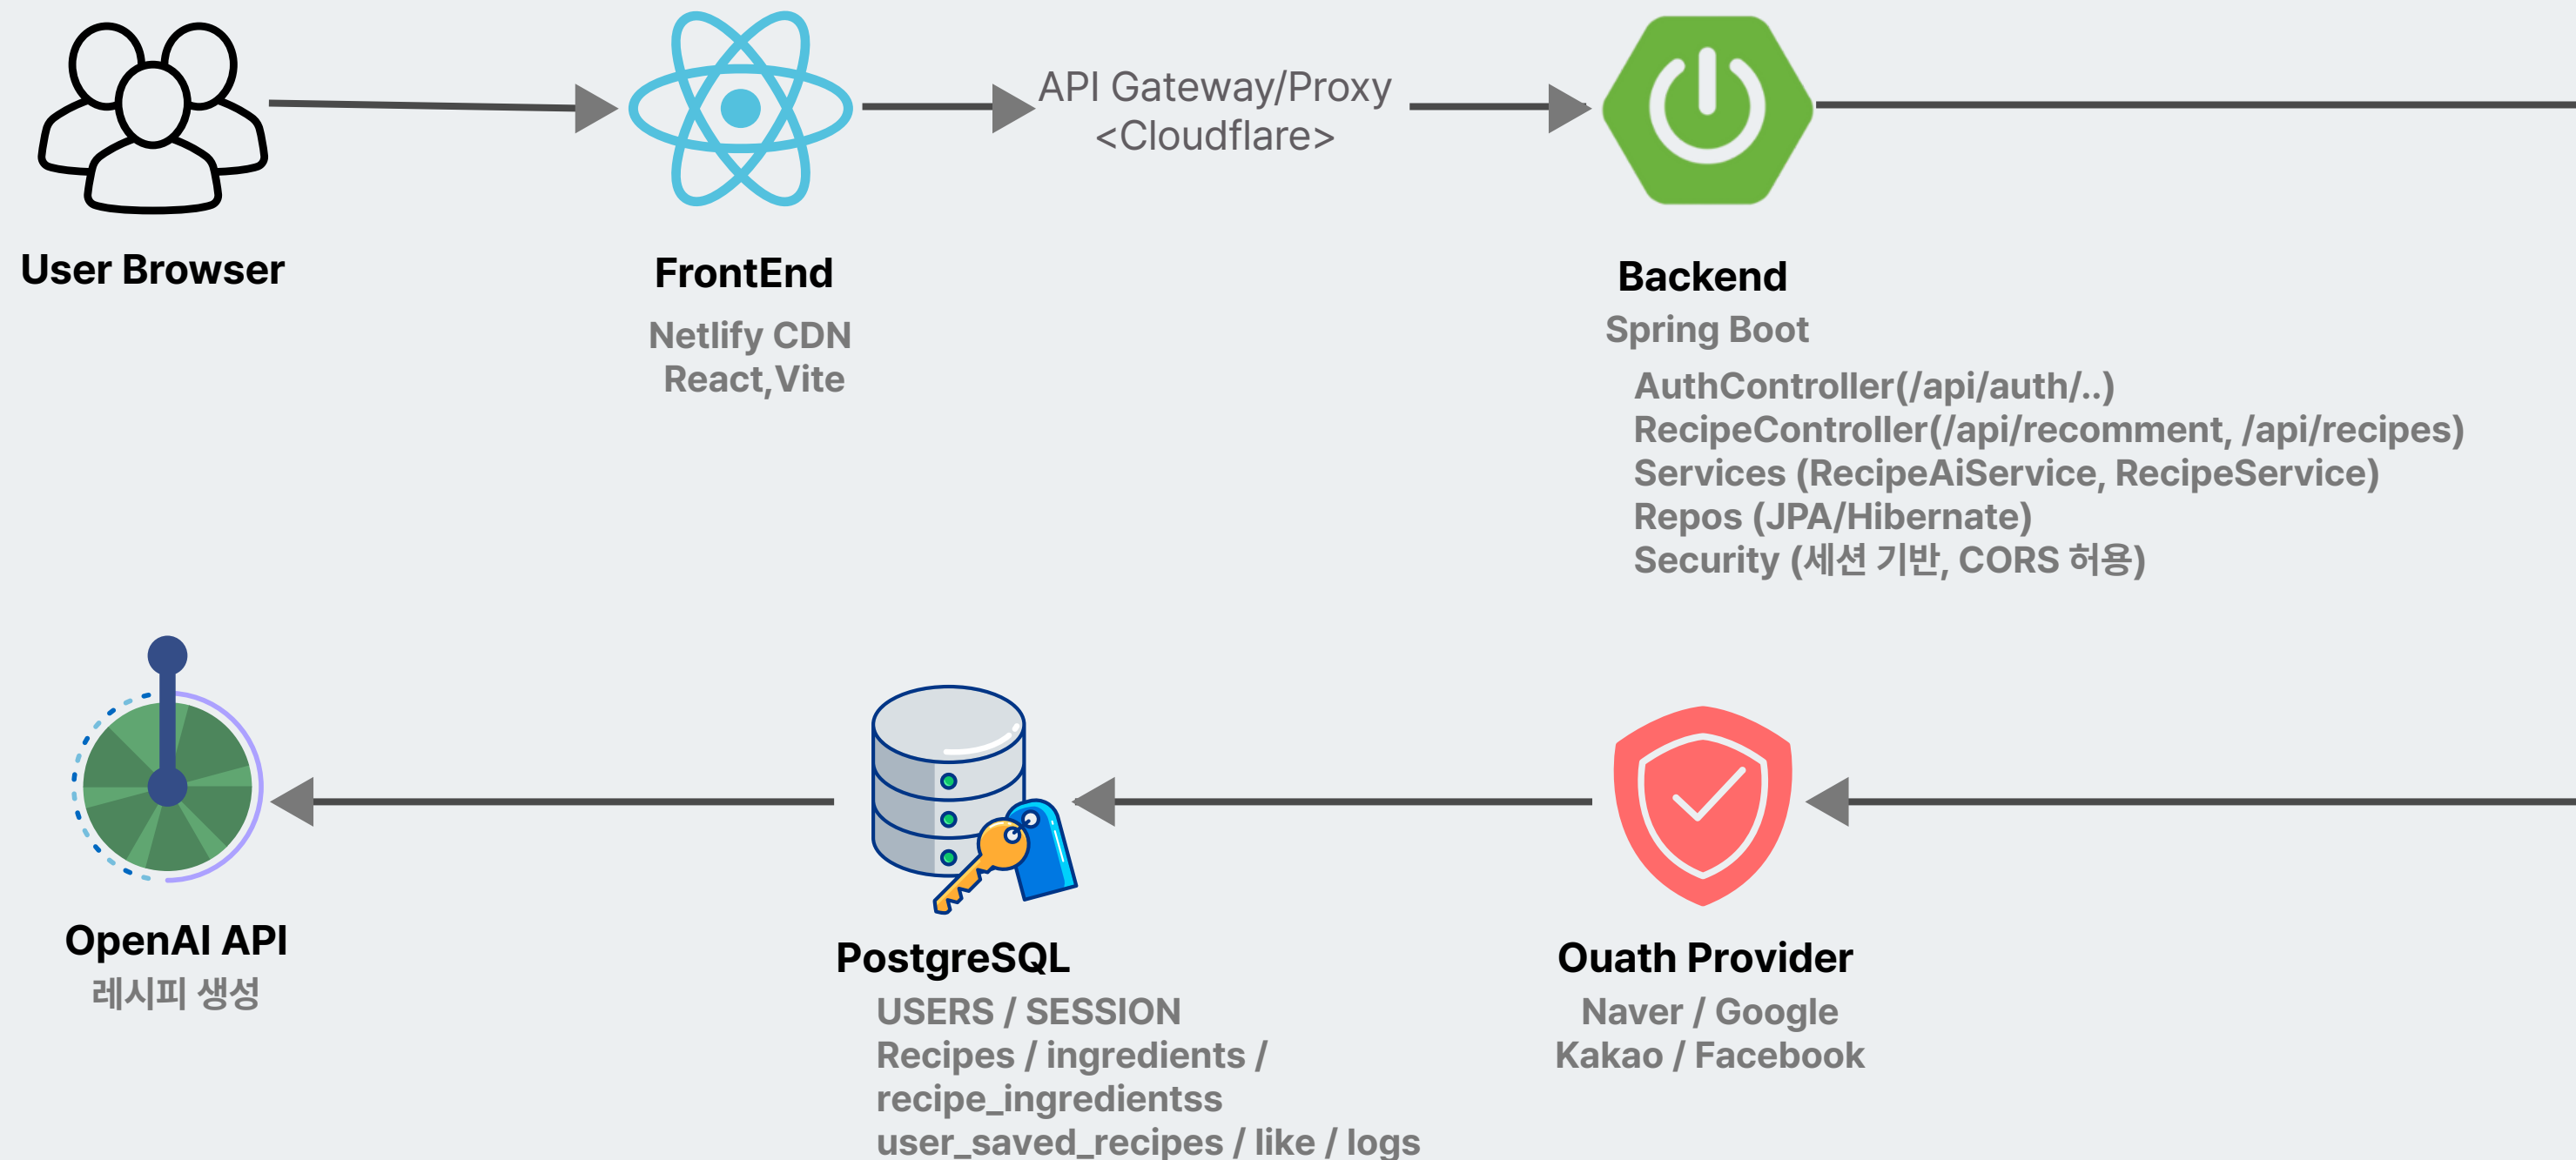 API Gateway/Proxy
<Cloudflare>
User Browser
FrontEnd
Netlify CDN
React,Vite
Backend
Spring Boot
AuthController(/api/auth/..)
RecipeController(/api/recomment, /api/recipes)
Services (RecipeAiService, RecipeService)
Repos (JPA/Hibernate)
Security (세션 기반, CORS 허용)
OpenAI API
레시피 생성
PostgreSQL
USERS / SESSION
Recipes / ingredients /
recipe_ingredientss
user_saved_recipes / like / logs
Ouath Provider
Naver / Google
Kakao / Facebook